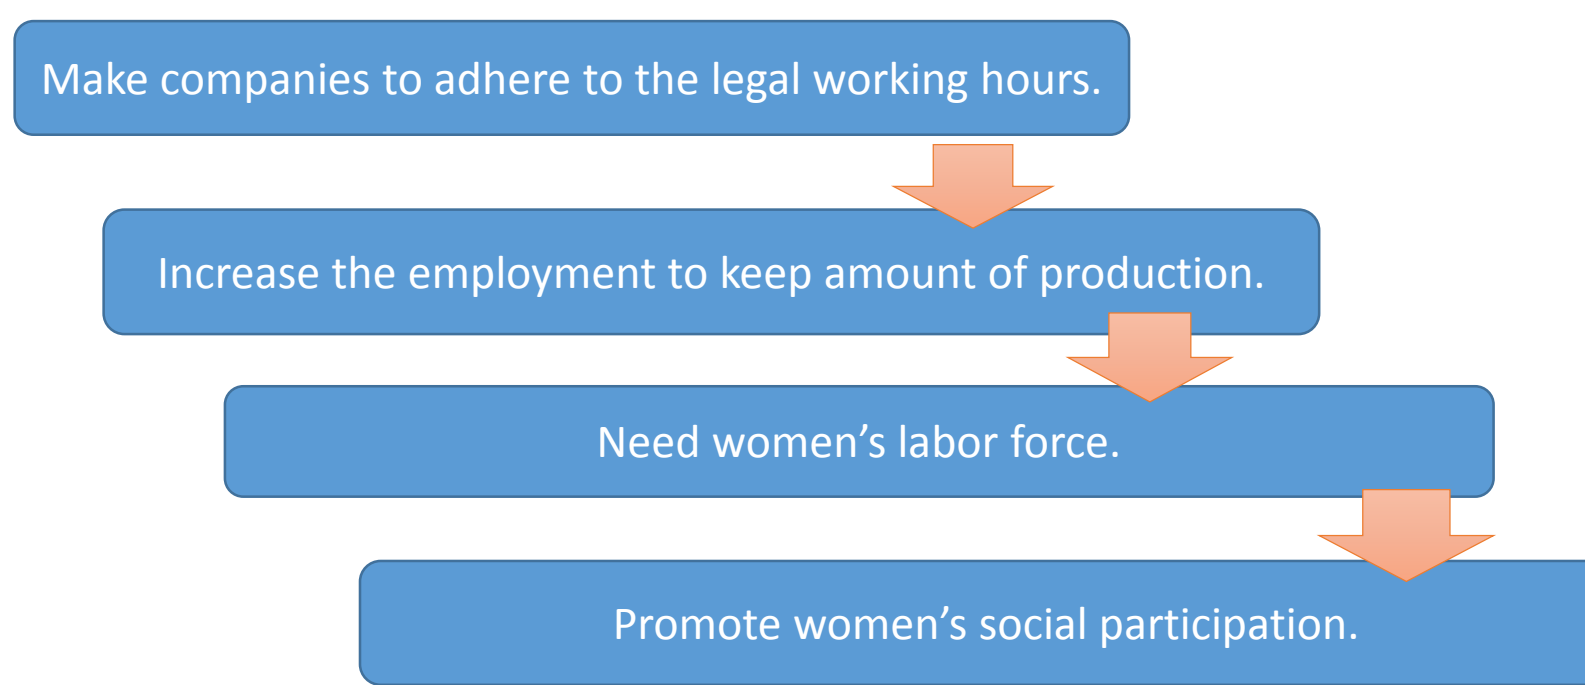 Make companies to adhere to the legal working hours.
Increase the employment to keep amount of production.
Need women’s labor force.
Promote women’s social participation.